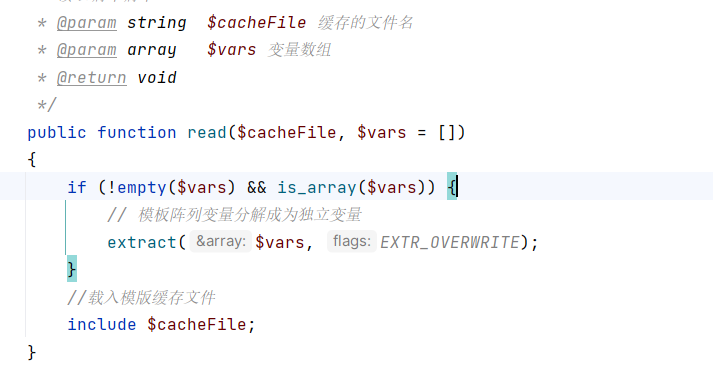 * @param string  $cacheFile 缓存的文件名
* @param array   $vars 变量数组
* @return void
*/
public function read($cacheFile, $vars = [])
{
if (!empty($vars) && is_array($vars)) {
// 模板阵列变量分解成为独立变量
extract( &array: $vars, flags: EXTR_OVERWRITE);
}
//载入模版缓存文件
include $cacheFile;
}